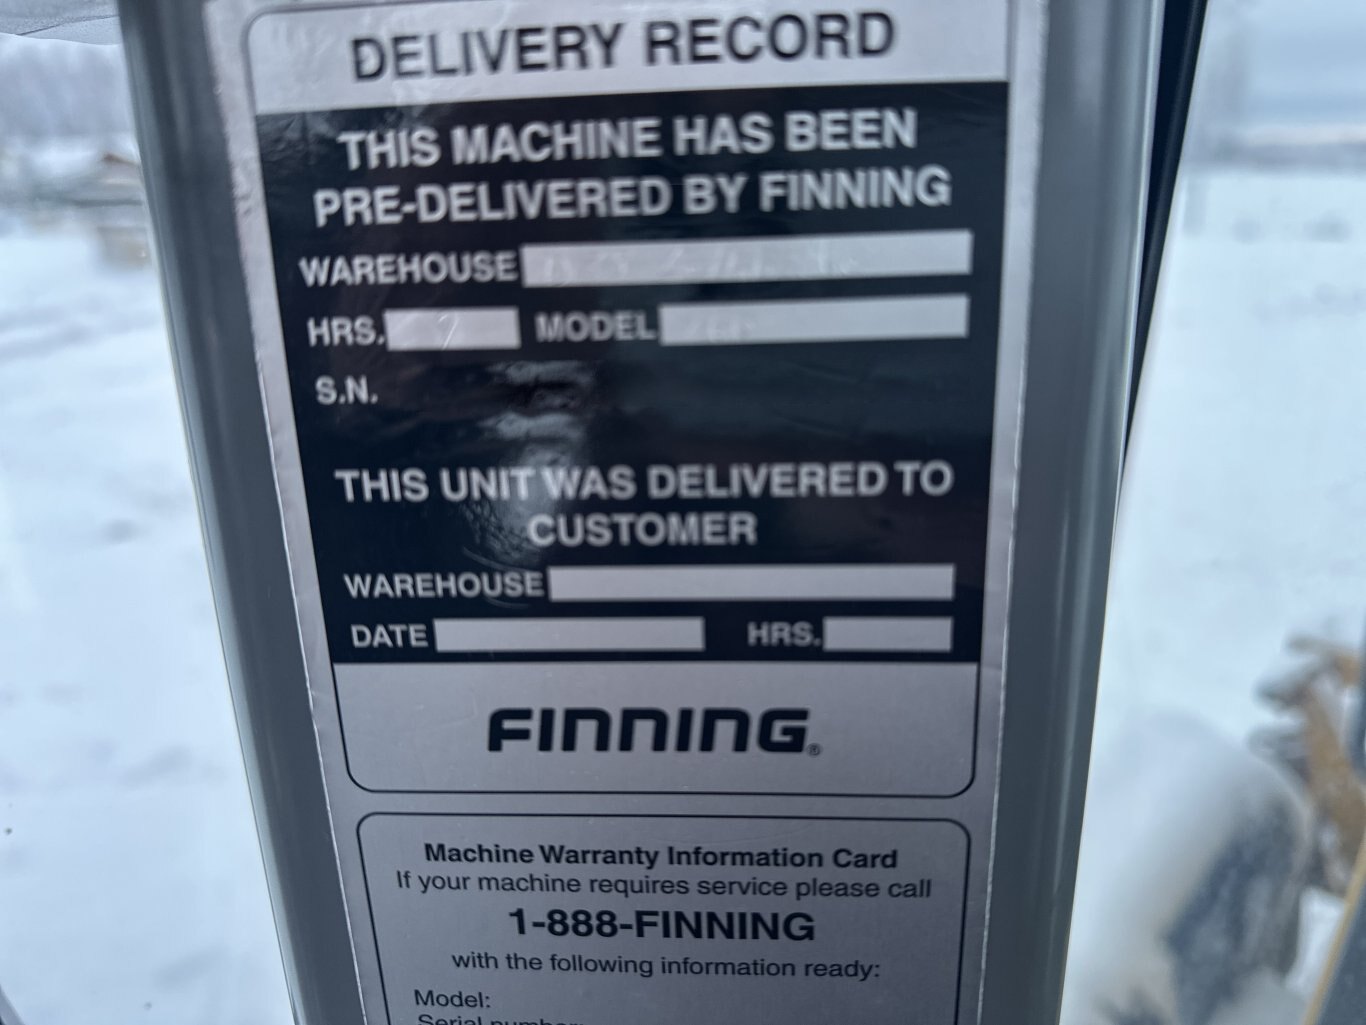 DELIVERY RECORD
THIS MACHINE HAS BEEN
PRE-DELIVERED BY FINNING
WAREHOUSE
HRS. MODEL
S.N.
THIS UNIT WAS DELIVERED TO
CUSTOMER
WAREHOUSE
DATE HRS.
FINNING®
Machine Warranty Information Card
If your machine requires service please call
1-888-FINNING
with the following information ready:
Model:
Serial number: